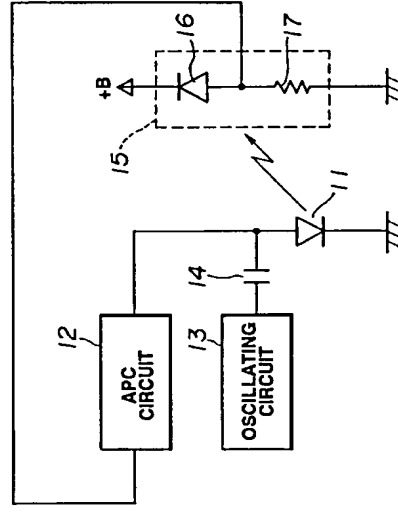 12
APC
CIRCUIT
13
OSCILLATING
CIRCUIT
14
11
15
+B
16
17